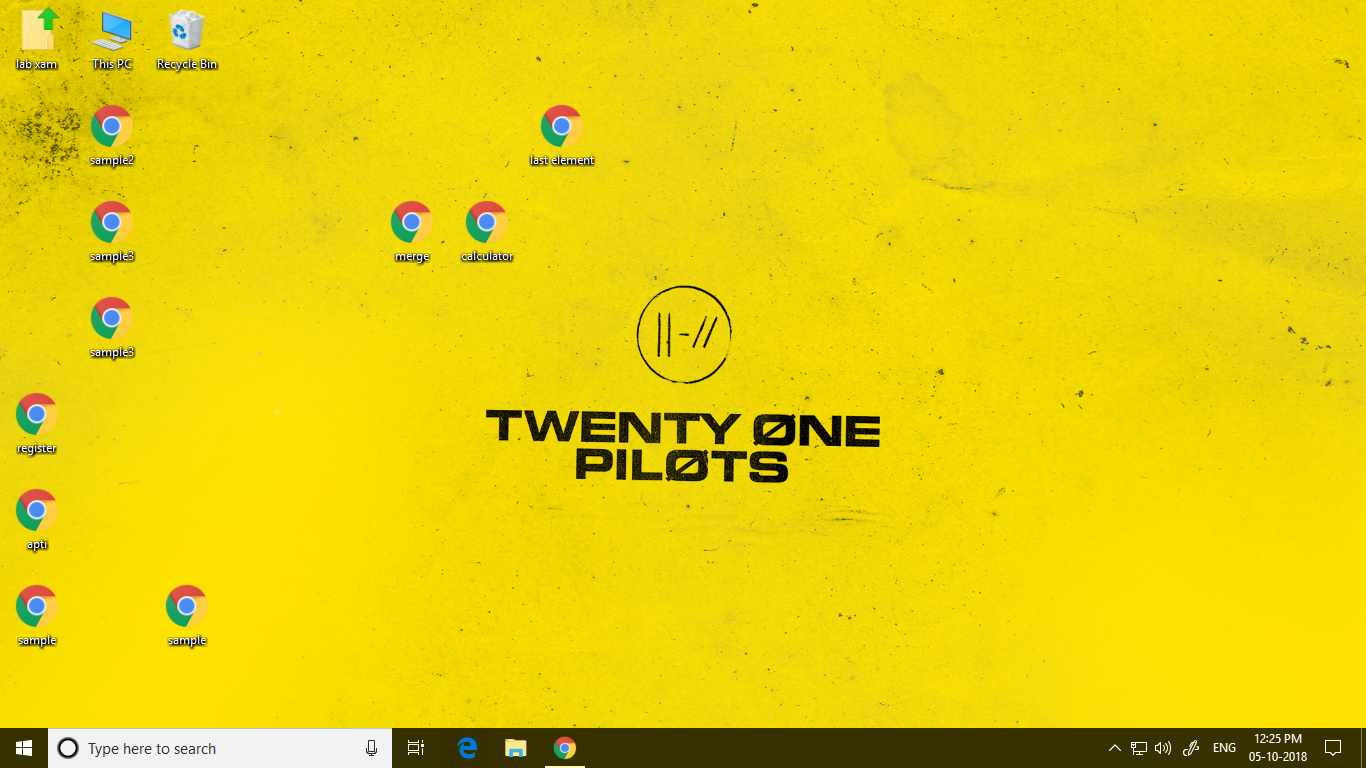 lab xam
This PC
Recycle Bin
sample2
last element
sample3
merge
calculator
sample3
TWENTY ØNE
PILØTS
register
apti
sample
sample
Type here to search
ENG
12:25 PM
05-10-2018